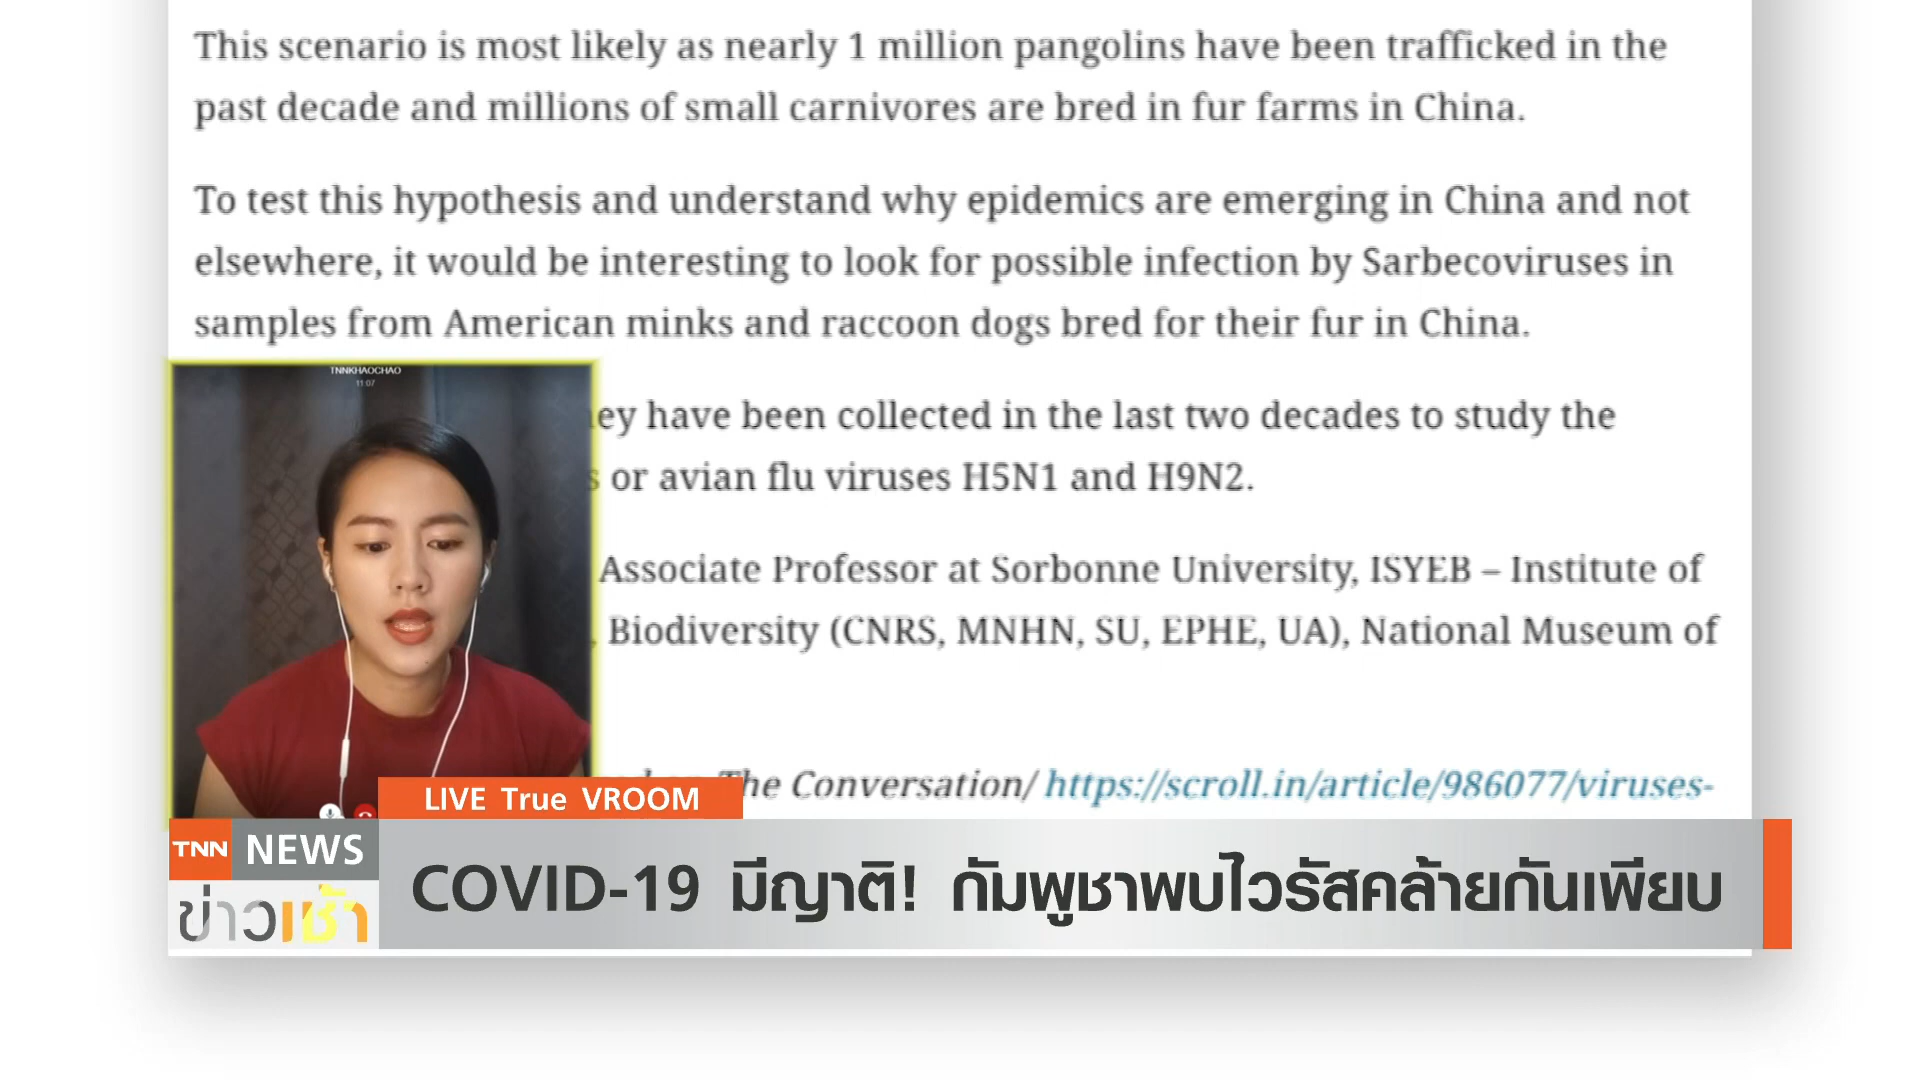 This scenario is most likely as nearly 1 million pangolins have been trafficked in the
past decade and millions of small carnivores are bred in fur farms in China.
To test this hypothesis and understand why epidemics are emerging in China and not
elsewhere, it would be interesting to look for possible infection by Sarbecoviruses in
samples from American minks and raccoon dogs bred for their fur in China.
TNNKHAOCHAO
11:07
have been collected in the last two decades to study the
or avian flu viruses H5N1 and H9N2.
Associate Professor at Sorbonne University, ISYEB – Institute of
, Biodiversity (CNRS, MNHN, SU, EPHE, UA), National Museum of
The Conversation/ https://scroll.in/article/986077/viruses-
LIVE True VROOM
TNN NEWS
ข่าวเช้า
COVID-19 มีญาติ! กัมพูชาพบไวรัสคล้ายกันเพียบ